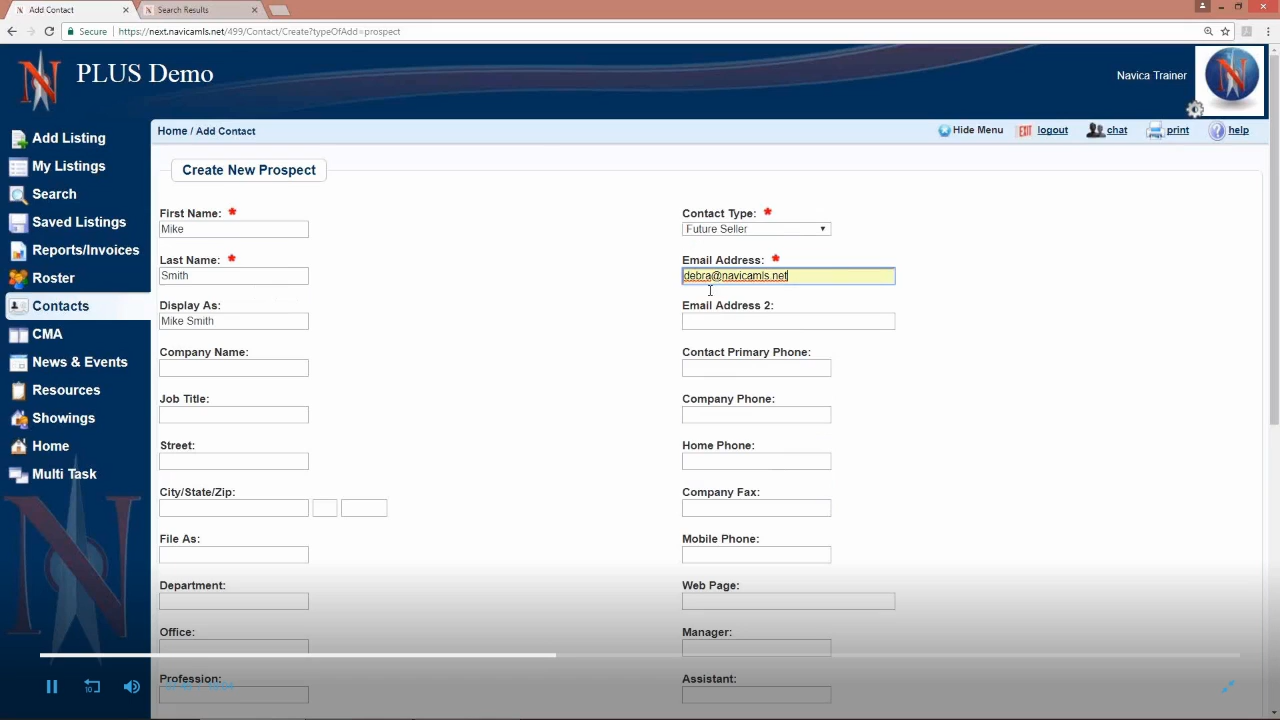 Add Contact
Search Results
Secure
https://next.navicamls.net/499/Contact/Create?typeOfAdd=prospect
N
PLUS Demo
Navica Trainer
N
Home / Add Contact
Hide Menu
EXIT
logout
chat
print
help
Add Listing
My Listings
Search
Saved Listings
Reports/Invoices
Roster
Contacts
CMA
News & Events
Resources
Showings
Home
Multi Task
Create New Prospect
First Name: *
Mike
Contact Type: *
Future Seller
Last Name: *
Smith
Email Address: *
debra@navicamls.net
Display As:
Mike Smith
Email Address 2:
Company Name:
Contact Primary Phone:
Job Title:
Company Phone:
Street:
Home Phone:
City/State/Zip:
Company Fax:
File As:
Mobile Phone:
Department:
Web Page:
Office:
Manager:
Profession:
Assistant:
10